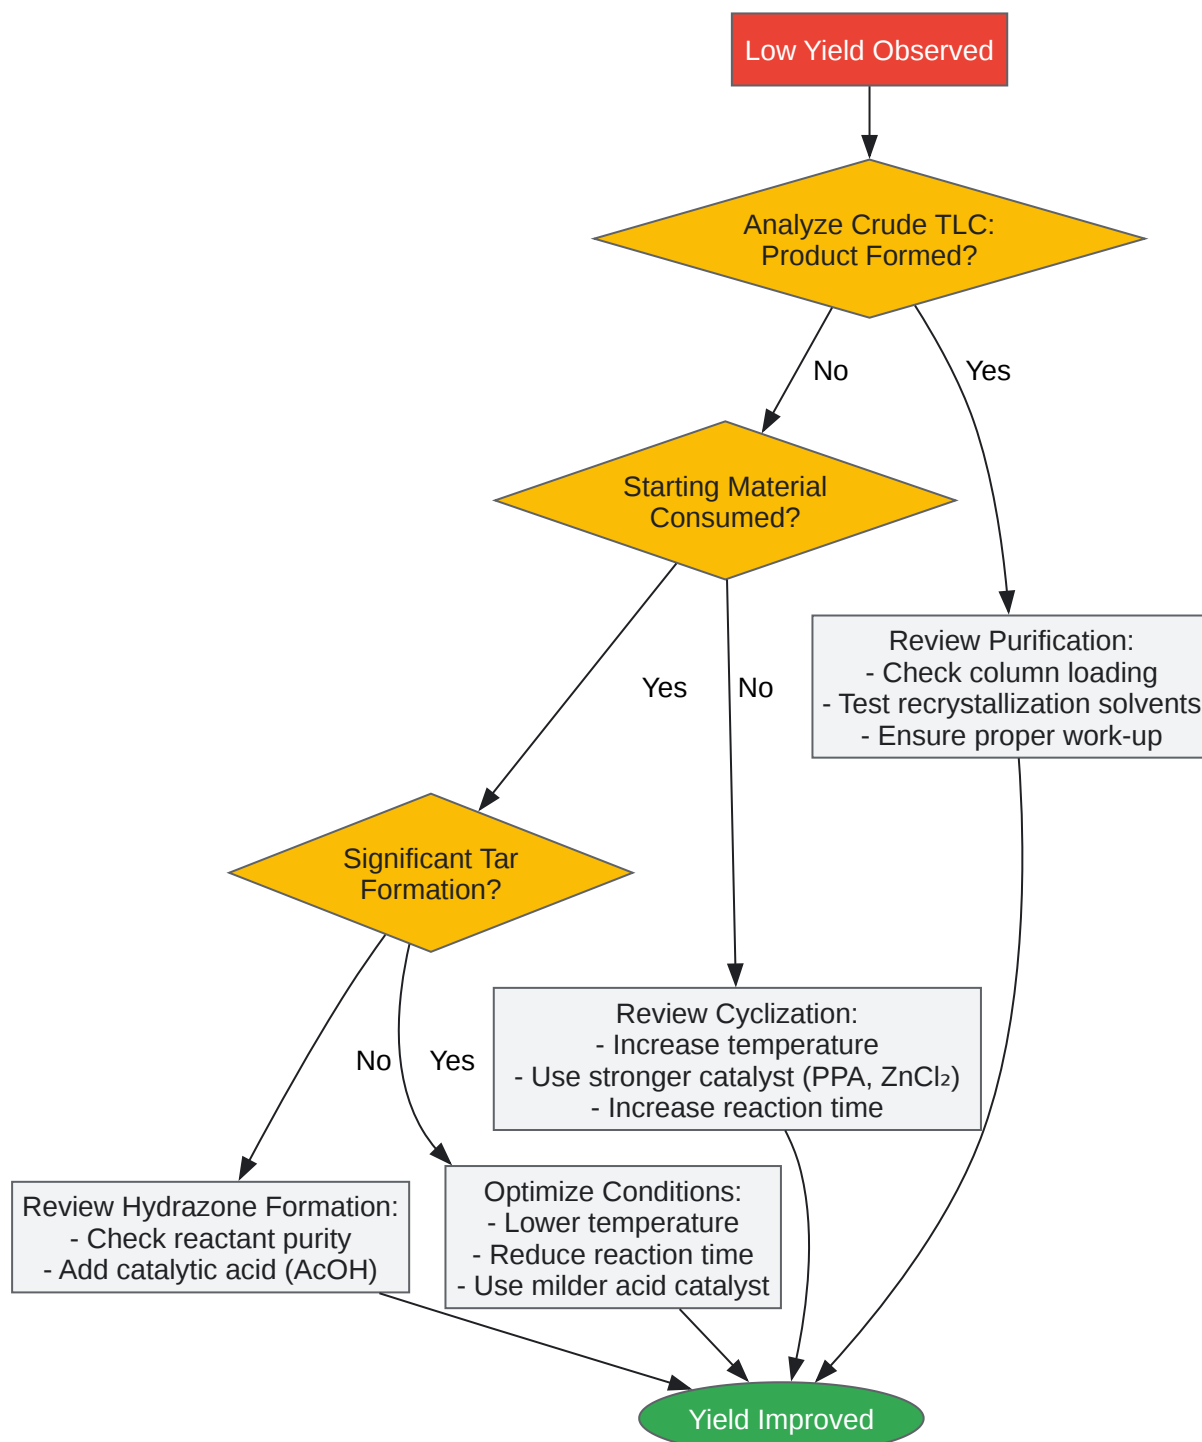 Low Yield Observed
Analyze Crude TLC:
Product Formed?
No
Yes
Starting Material
Consumed?
Review Purification:
- Check column loading
- Test recrystallization solvents
- Ensure proper work-up
Yes
No
Significant Tar
Formation?
Review Cyclization:
- Increase temperature
- Use stronger catalyst (PPA, ZnCl₂)
- Increase reaction time
No
Yes
Review Hydrazone Formation:
- Check reactant purity
- Add catalytic acid (AcOH)
Optimize Conditions:
- Lower temperature
- Reduce reaction time
- Use milder acid catalyst
Yield Improved